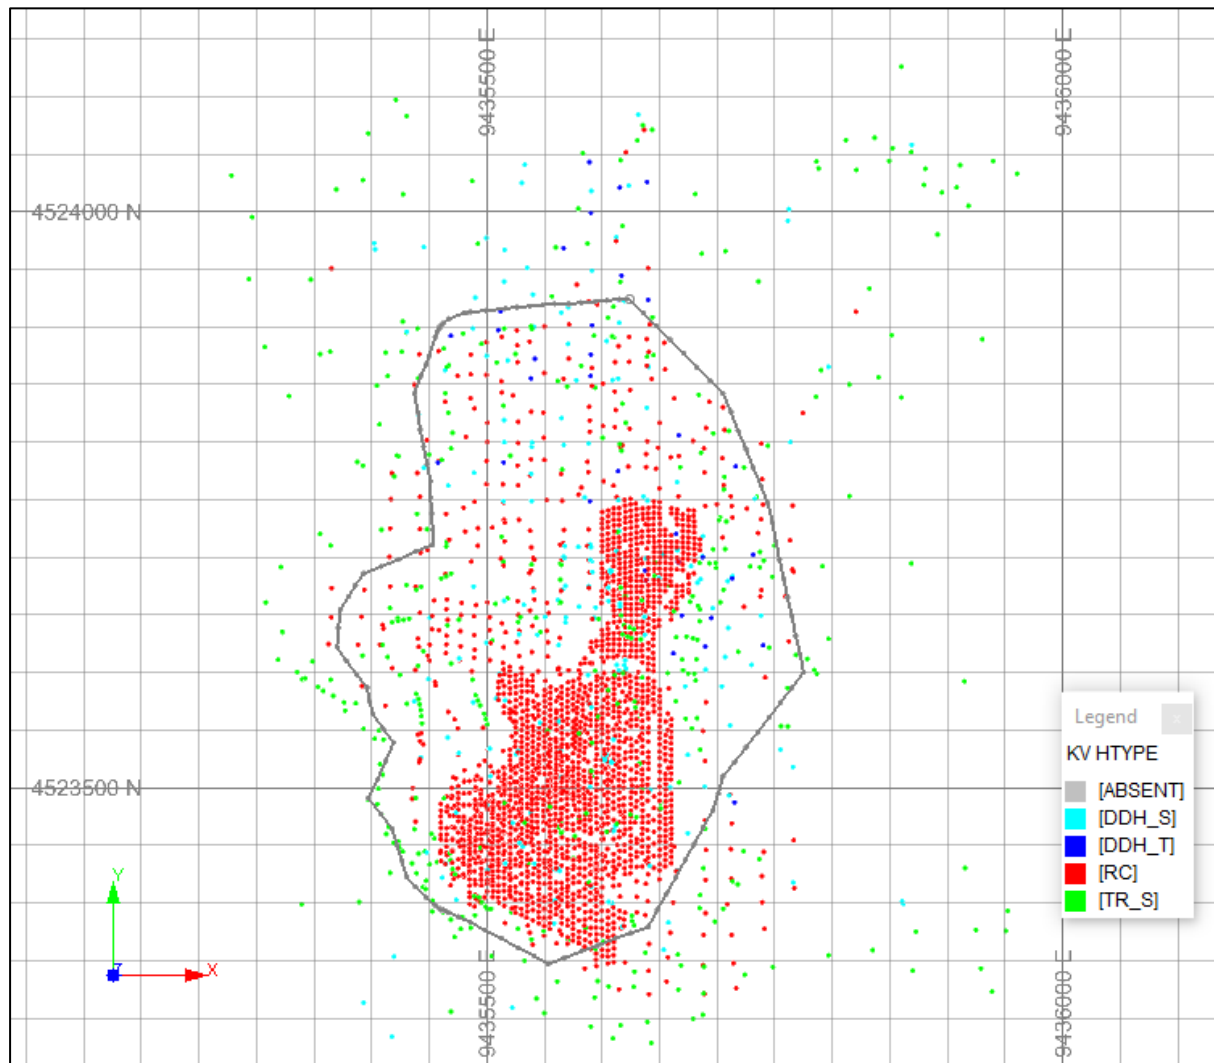 9435500 E
9436000 E
4524000 N
4523500 N
9435500 E
9436000 E
Legend
x
KV HTYPE
[ABSENT]
[DDH_S]
[DDH_T]
[RC]
[TR_S]
Y
Z
X